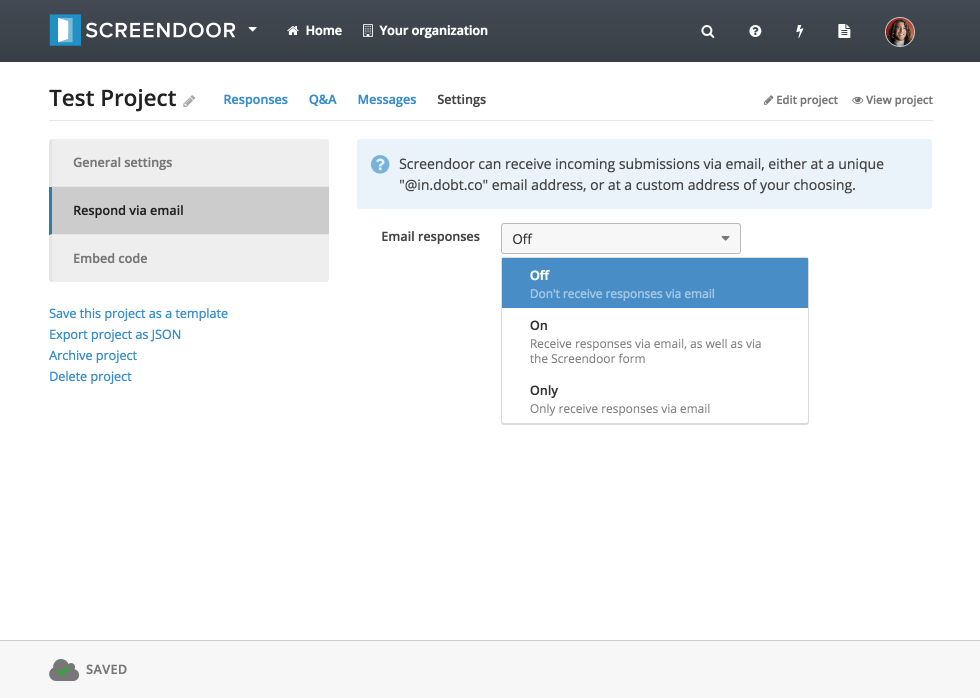 SCREENDOOR Home Your organization
Test Project Responses Q&A Messages Settings Edit project View project
General settings
Respond via email
Embed code
Save this project as a template
Export project as JSON
Archive project
Delete project
Screendoor can receive incoming submissions via email, either at a unique
"@in.dobt.co" email address, or at a custom address of your choosing.
Email responses Off
Off
Don't receive responses via email
On
Receive responses via email, as well as via
the Screendoor form
Only
Only receive responses via email
SAVED